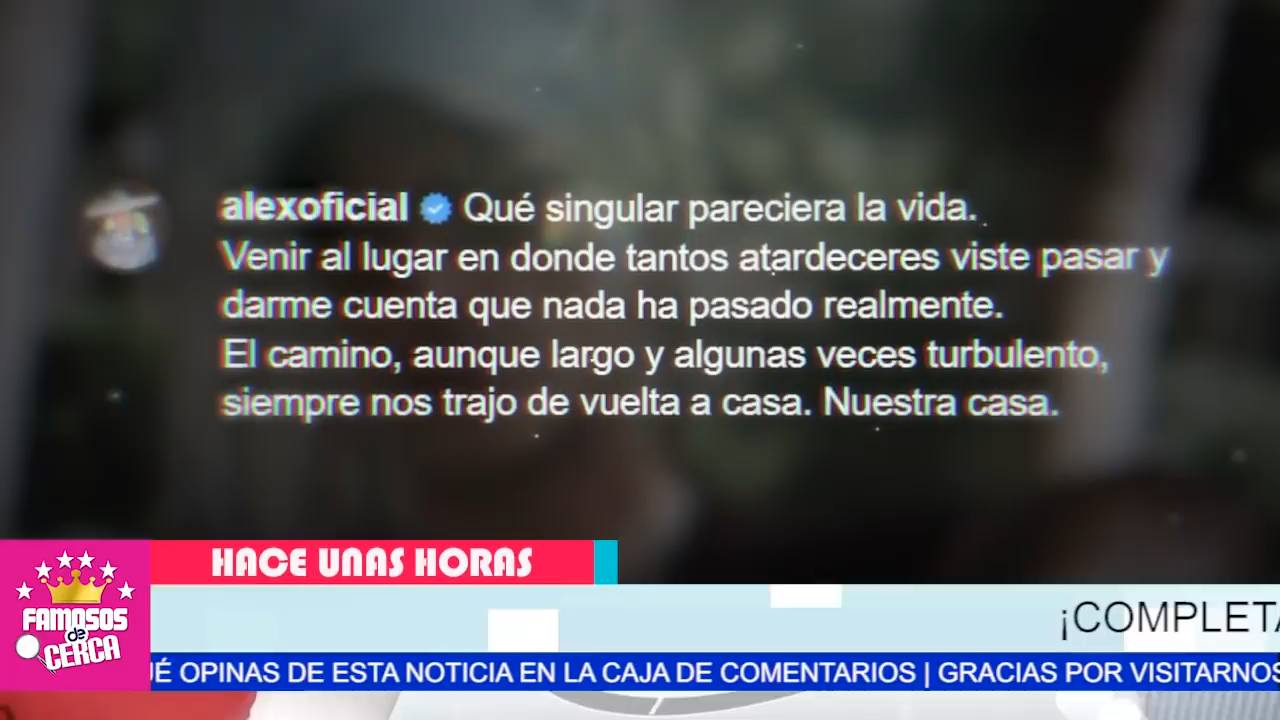 alexoficial Qué singular pareciera la vida.
Venir al lugar en donde tantos atardeceres viste pasar y
darme cuenta que nada ha pasado realmente.
El camino, aunque largo y algunas veces turbulento,
siempre nos trajo de vuelta a casa. Nuestra casa.
HACE UNAS HORAS
FAMOSOS
de
CERCA
¡COMPLETA
É OPINAS DE ESTA NOTICIA EN LA CAJA DE COMENTARIOS | GRACIAS POR VISITARNOS